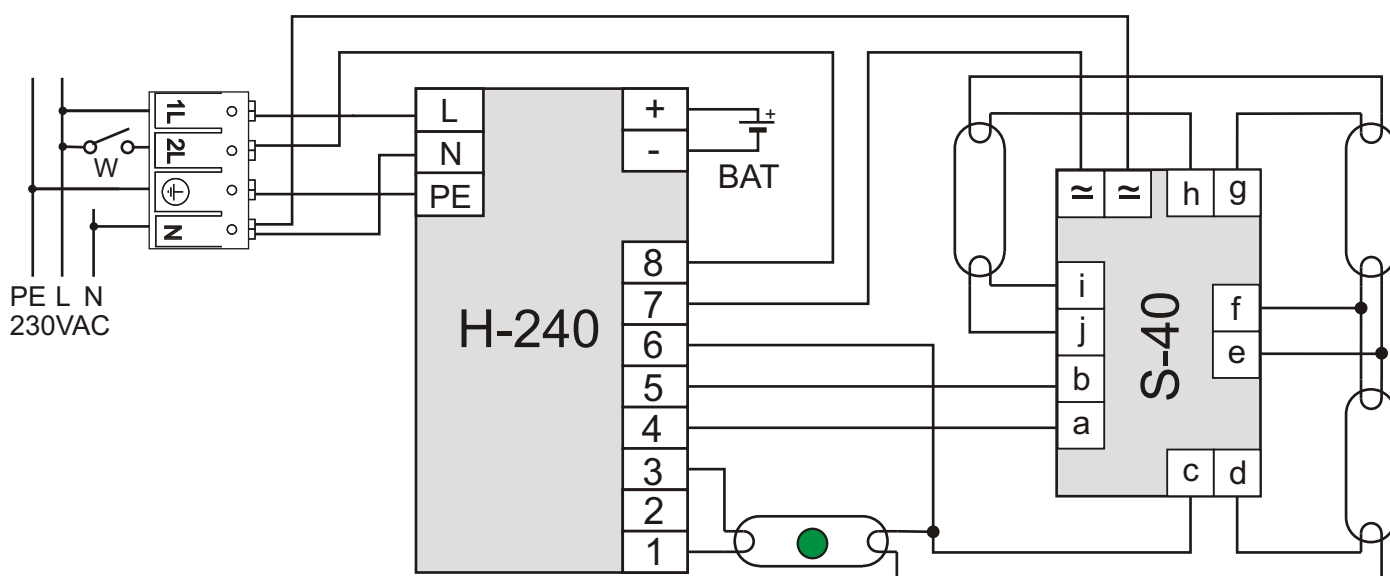 1L
2L
N
W
PE L N
230VAC
L
N
PE
H-240
+
-
+
BAT
8
7
6
5
4
3
2
1
≃ ≃ h g
i
j
b
a
f
e
c d
S-40